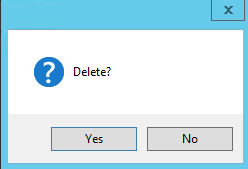 Delete?
Yes
No